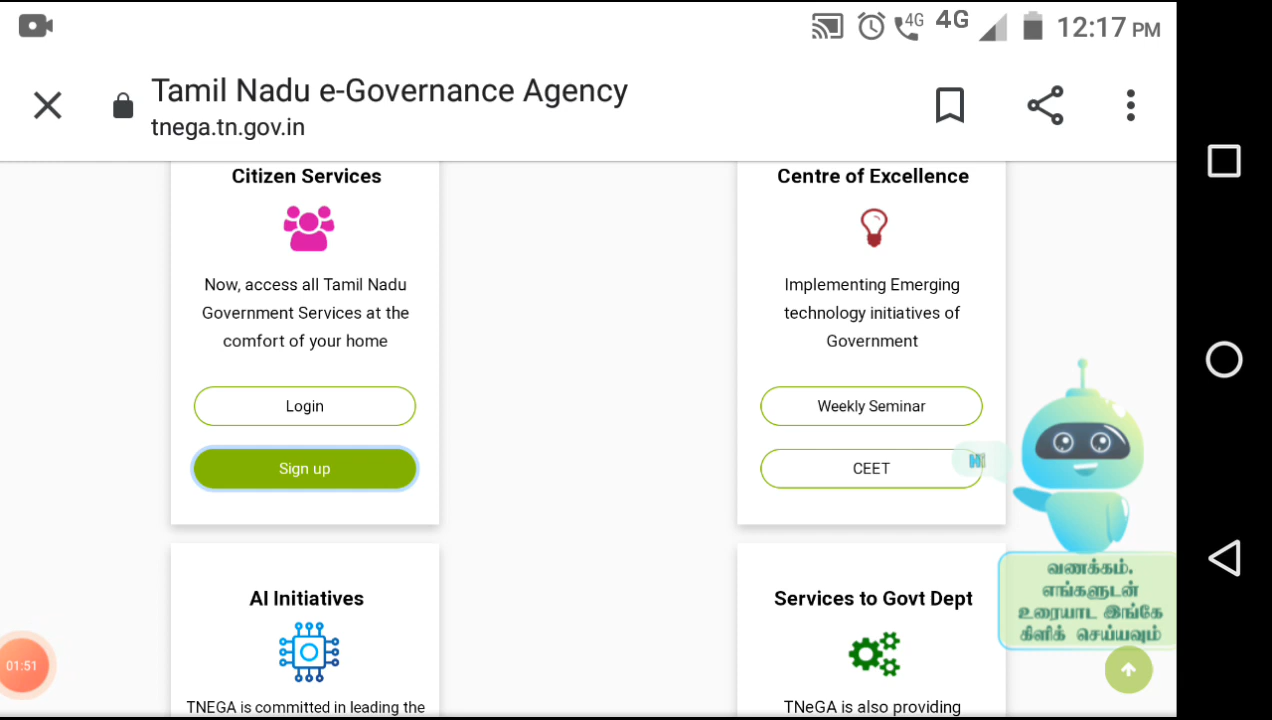 4G 4G 12:17 PM
Tamil Nadu e-Governance Agency
tnega.tn.gov.in
Citizen Services
Now, access all Tamil Nadu
Government Services at the
comfort of your home
Login
Sign up
Centre of Excellence
Implementing Emerging
technology initiatives of
Government
Weekly Seminar
CEET
Hi
வணக்கம்.
எங்களுடன்
உரையாட இங்கே
கிளிக் செய்யவும்
AI Initiatives
TNEGA is committed in leading the
Services to Govt Dept
TNeGA is also providing
01:51